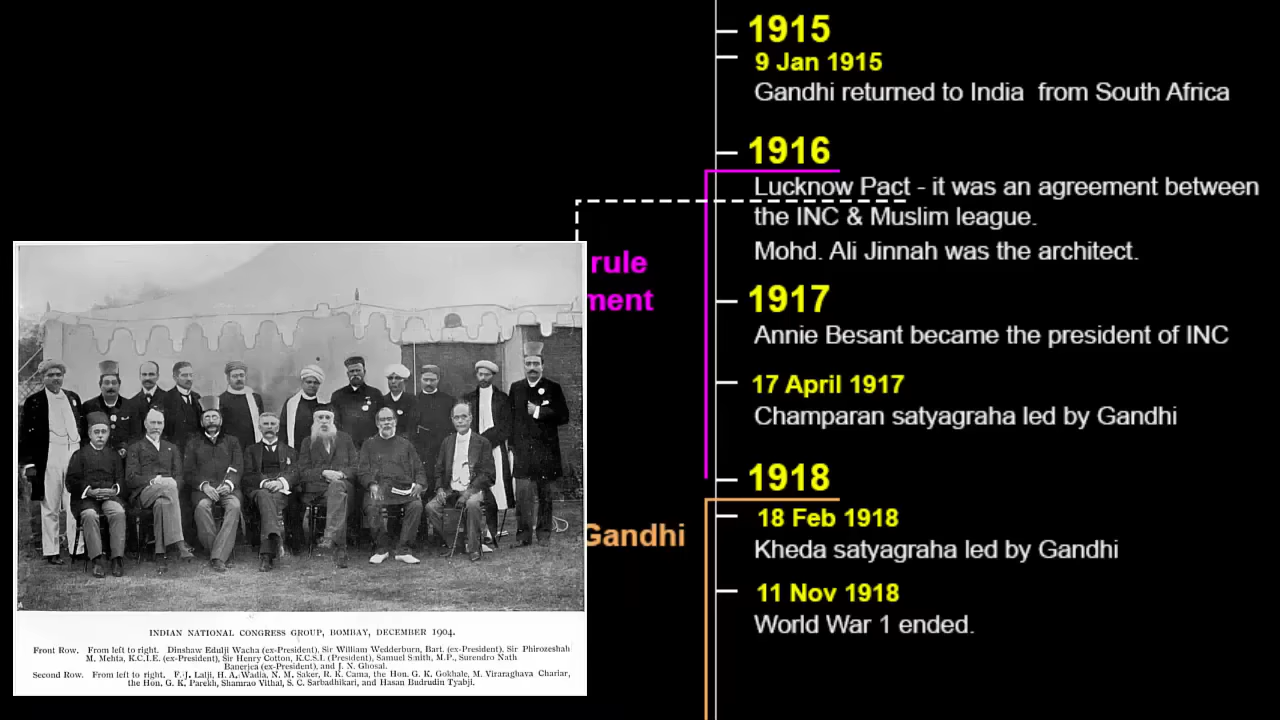 1915
9 Jan 1915
Gandhi returned to India from South Africa
1916
Lucknow Pact - it was an agreement between
the INC & Muslim league.
Mohd. Ali Jinnah was the architect.
rule
ment
1917
Annie Besant became the president of INC
17 April 1917
Champaran satyagraha led by Gandhi
1918
18 Feb 1918
Gandhi
Kheda satyagraha led by Gandhi
11 Nov 1918
World War 1 ended.
INDIAN NATIONAL CONGRESS GROUP, BOMBAY, DECEMBER 1904.
Front Row. From left to right. Dinshaw Edulji Wacha (ex-President), Sir William Wedderburn, Bart. (ex-President), Sir Phirozeshah
M. Mehta, K.C.I.E. (ex-President), Sir Henry Cotton, K.C.S.I. (President), Samuel Smith, M.P., Surendro Nath
Banerjea (ex-President), and J. N. Ghosal.
Second Row. From left to right. F. J. Lalji, H. A. Wadia, N. M. Saker, R. K. Cama, the Hon. G. K. Gokhale, M. Viraraghava Chariar,
the Hon. G. K. Parekh, Shamrao Vithal, S. C. Sarbadhikari, and Hasan Budrudin Tyabji.